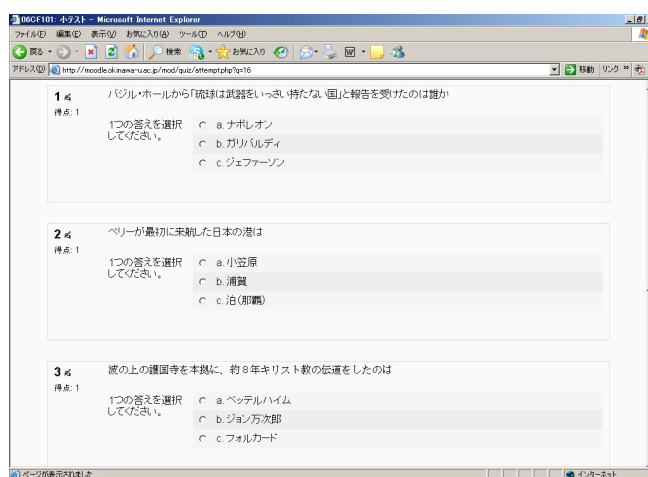 06CF101: 小テスト - Microsoft Internet Explorer
ファイル(F) 編集(E) 表示(V) お気に入り(A) ツール(T) ヘルプ(H)
戻る 検索 お気に入り
アドレス(D) http://moodle.okinawa-u.ac.jp/mod/quiz/attempt.php?q=16 移動 リンク »
1 バジル・ホールから「琉球は武器をいっさい持たない国」と報告を受けたのは誰か
得点: 1
1つの答えを選択してください。
a. ナポレオン
b. ガリバルディ
c. ジェファーソン
2 ペリーが最初に来航した日本の港は
得点: 1
1つの答えを選択してください。
a. 小笠原
b. 浦賀
c. 泊(那覇)
3 波の上の護国寺を本拠に、約8年キリスト教の伝道をしたのは
得点: 1
1つの答えを選択してください。
a. ベッテルハイム
b. ジョン万次郎
c. フォルカード
ページが表示されました インターネット